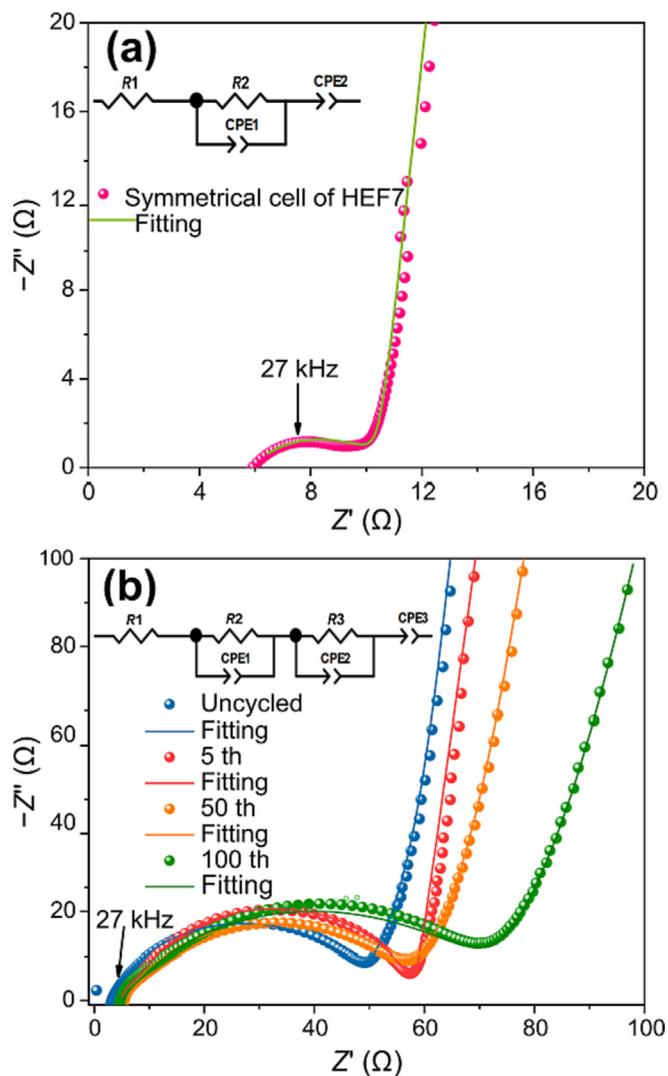 (a)
R1
R2
CPE2
CPE1
Symmetrical cell of HEF7
Fitting
27 kHz
−Z" (Ω)
20
16
12
8
4
0
0 4 8 12 16 20
Z' (Ω)
(b)
R1
R2
R3
CPE3
CPE1
CPE2
Uncycled
Fitting
5 th
Fitting
50 th
Fitting
100 th
Fitting
27 kHz
−Z" (Ω)
100
80
60
40
20
0
0 20 40 60 80 100
Z' (Ω)